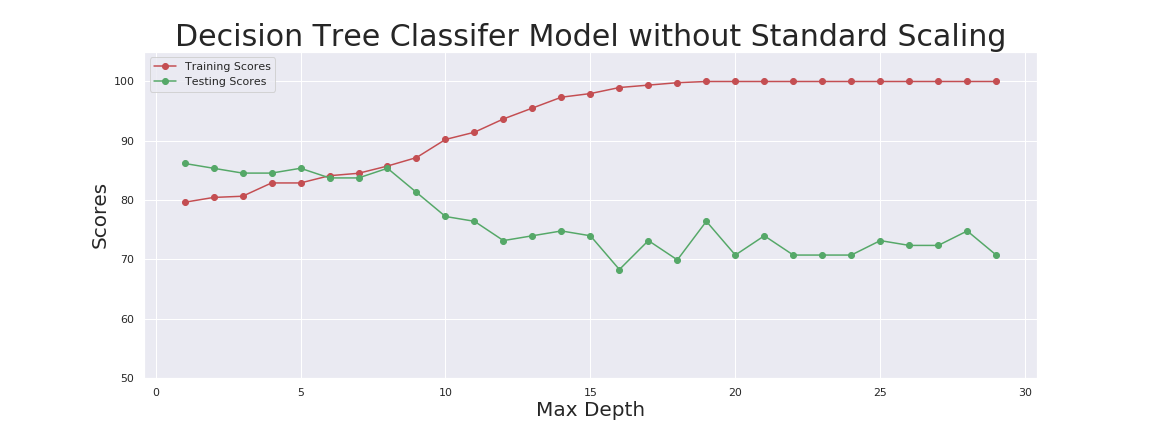 Decision Tree Classifer Model without Standard Scaling
Training Scores
Testing Scores
100
90
80
70
60
50
Scores
0 5 10 15 20 25 30
Max Depth